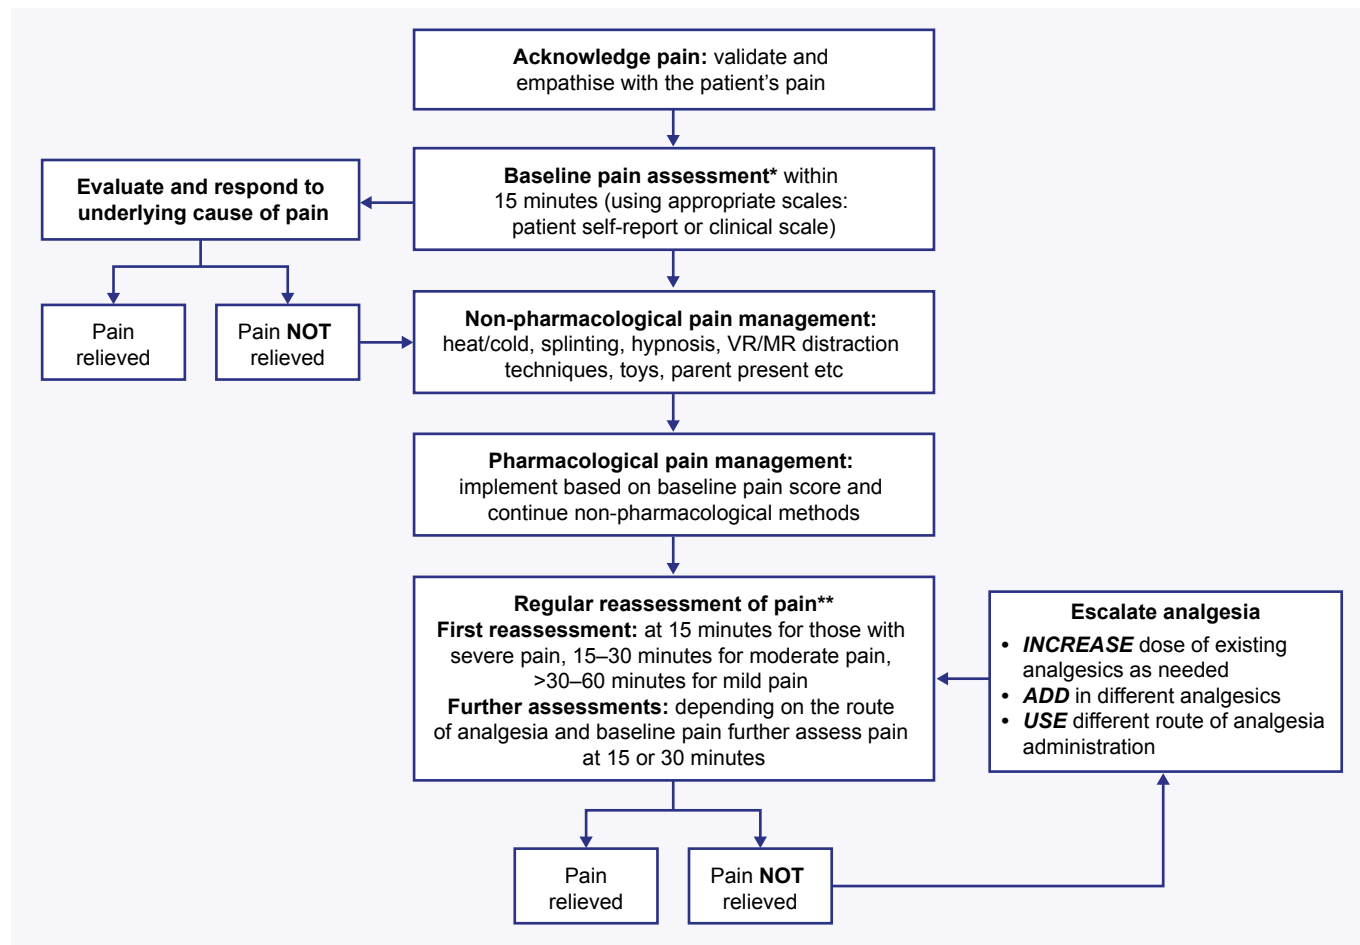 Acknowledge pain: validate and
empathise with the patient's pain
Baseline pain assessment* within
15 minutes (using appropriate scales:
patient self-report or clinical scale)
Evaluate and respond to
underlying cause of pain
Pain
relieved
Pain NOT
relieved
Non-pharmacological pain management:
heat/cold, splinting, hypnosis, VR/MR distraction
techniques, toys, parent present etc
Pharmacological pain management:
implement based on baseline pain score and
continue non-pharmacological methods
Regular reassessment of pain**
First reassessment: at 15 minutes for those with
severe pain, 15–30 minutes for moderate pain,
>30–60 minutes for mild pain
Further assessments: depending on the route
of analgesia and baseline pain further assess pain
at 15 or 30 minutes
Escalate analgesia
• INCREASE dose of existing
analgesics as needed
• ADD in different analgesics
• USE different route of analgesia
administration
Pain
relieved
Pain NOT
relieved